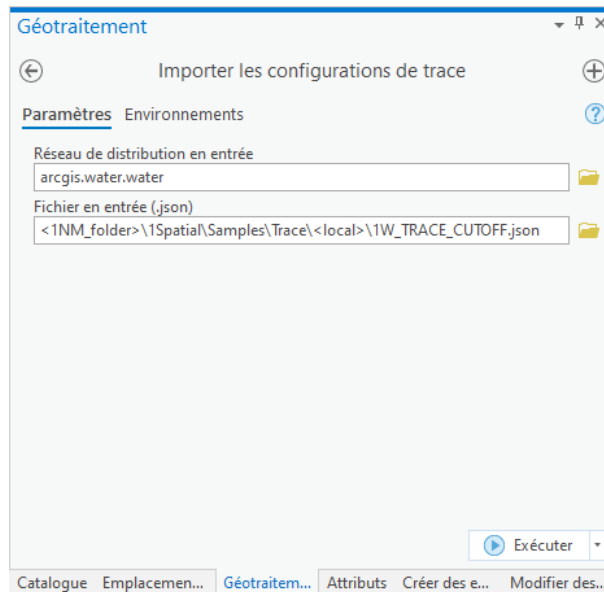 Géotraitement
Importer les configurations de trace
Paramètres Environnements
Réseau de distribution en entrée
arcgis.water.water
Fichier en entrée (.json)
<1NM_folder>\1Spatial\Samples\Trace\<local>\1W_TRACE_CUTOFF.json
Exécuter
Catalogue Emplacemen... Géotraitem... Attributs Créer des e... Modifier des...